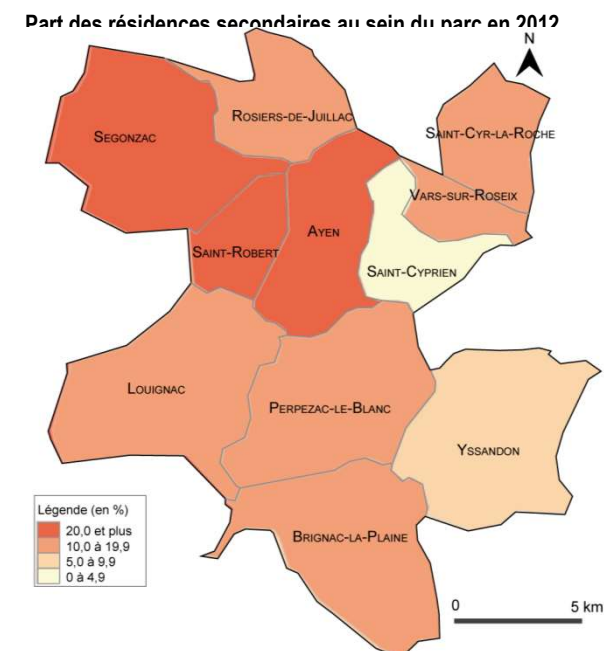 Part des résidences secondaires au sein du parc en 2012
N
ROSIERS-DE-JUILLAC
SEGONZAC
SAINT-CYR-LA-ROCHE
VARS-SUR-ROSEIX
AYEN
SAINT-ROBERT
SAINT-CYPRIEN
LOUIGNAC
PERPEZAC-LE-BLANC
YSSANDON
BRIGNAC-LA-PLAINE
Légende (en %)
20,0 et plus
10,0 à 19,9
5,0 à 9,9
0 à 4,9
0 5 km